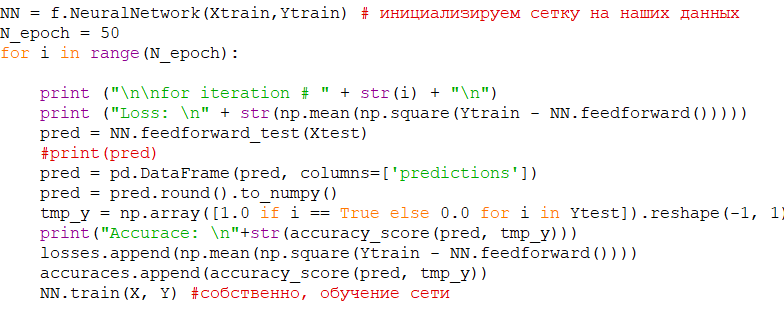 NN = f.NeuralNetwork(Xtrain,Ytrain) # инициализируем сетку на наших данных
N_epoch = 50
for i in range(N_epoch):
print ("\n\nfor iteration # " + str(i) + "\n")
print ("Loss: \n" + str(np.mean(np.square(Ytrain - NN.feedforward()))))
pred = NN.feedforward_test(Xtest)
#print(pred)
pred = pd.DataFrame(pred, columns=['predictions'])
pred = pred.round().to_numpy()
tmp_y = np.array([1.0 if i == True else 0.0 for i in Ytest]).reshape(-1, 1)
print("Accurace: \n"+str(accuracy_score(pred, tmp_y)))
losses.append(np.mean(np.square(Ytrain - NN.feedforward())))
accuraces.append(accuracy_score(pred, tmp_y))
NN.train(X, Y) #собственно, обучение сети